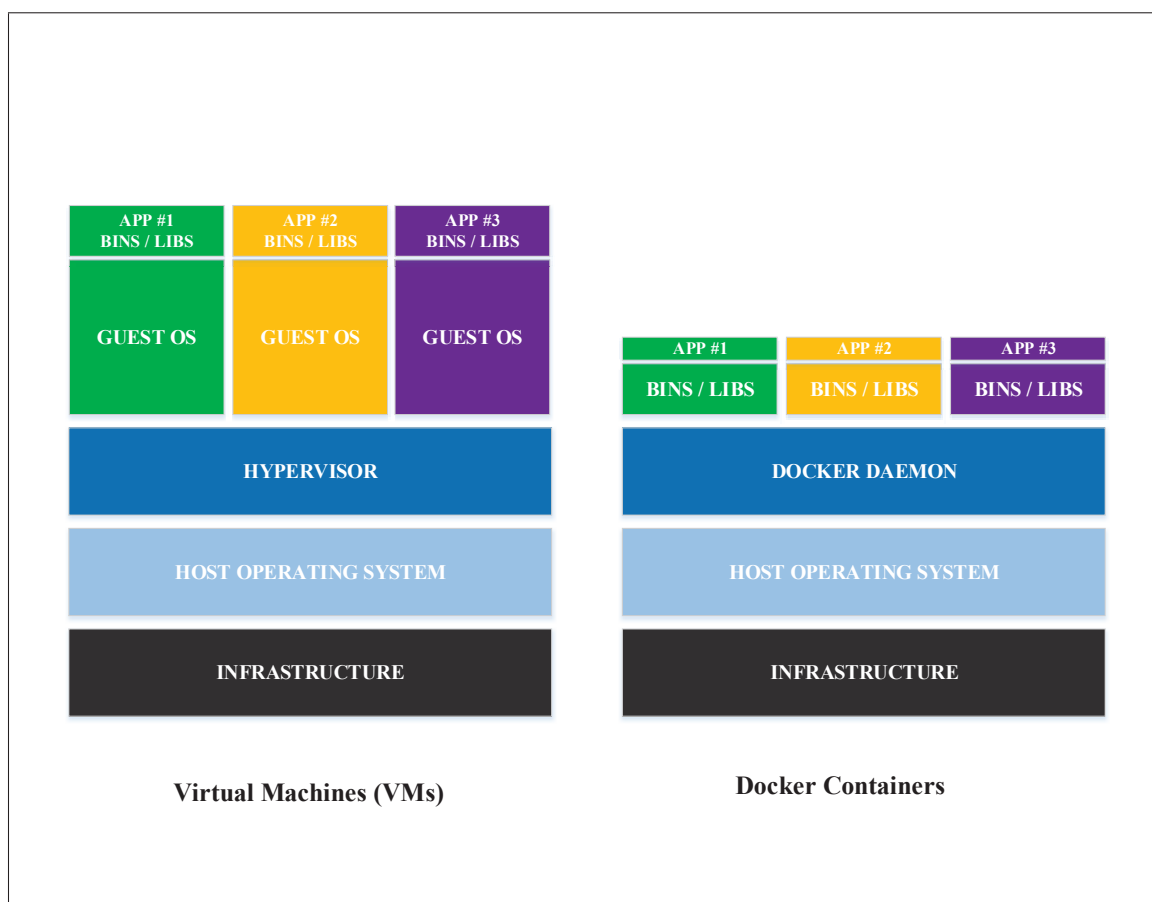 APP #1
BINS / LIBS
APP #2
BINS / LIBS
APP #3
BINS / LIBS
GUEST OS
GUEST OS
GUEST OS
HYPERVISOR
HOST OPERATING SYSTEM
INFRASTRUCTURE
Virtual Machines (VMs)
APP #1
APP #2
APP #3
BINS / LIBS
BINS / LIBS
BINS / LIBS
DOCKER DAEMON
HOST OPERATING SYSTEM
INFRASTRUCTURE
Docker Containers